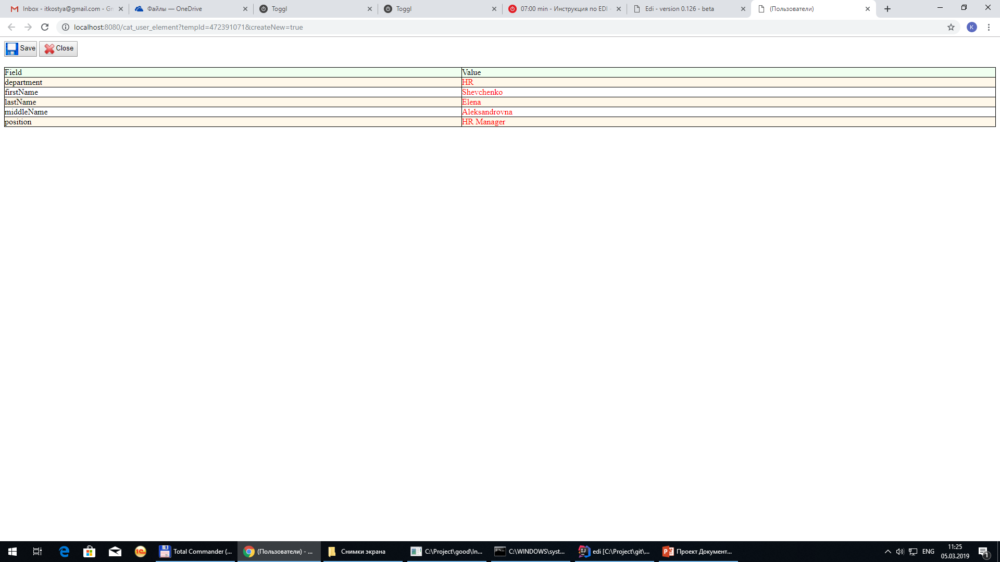 Inbox - itkostya@gmail.com - Gm
Файлы — OneDrive
Toggl
Toggl
07:00 min - Инструкция по EDI -
Edi - version 0.126 - beta
(Пользователи)
localhost:8080/cat_user_element?tempId=472391071&createNew=true
K
Save Close
Field Value
department HR
firstName Shevchenko
lastName Elena
middleName Aleksandrovna
position HR Manager
Total Commander (...
(Пользователи) - ...
Снимки экрана
C:\Project\good\In...
C:\WINDOWS\syst...
edi [C:\Project\git\...
Проект Документ...
ENG
11:25
05.03.2019
1